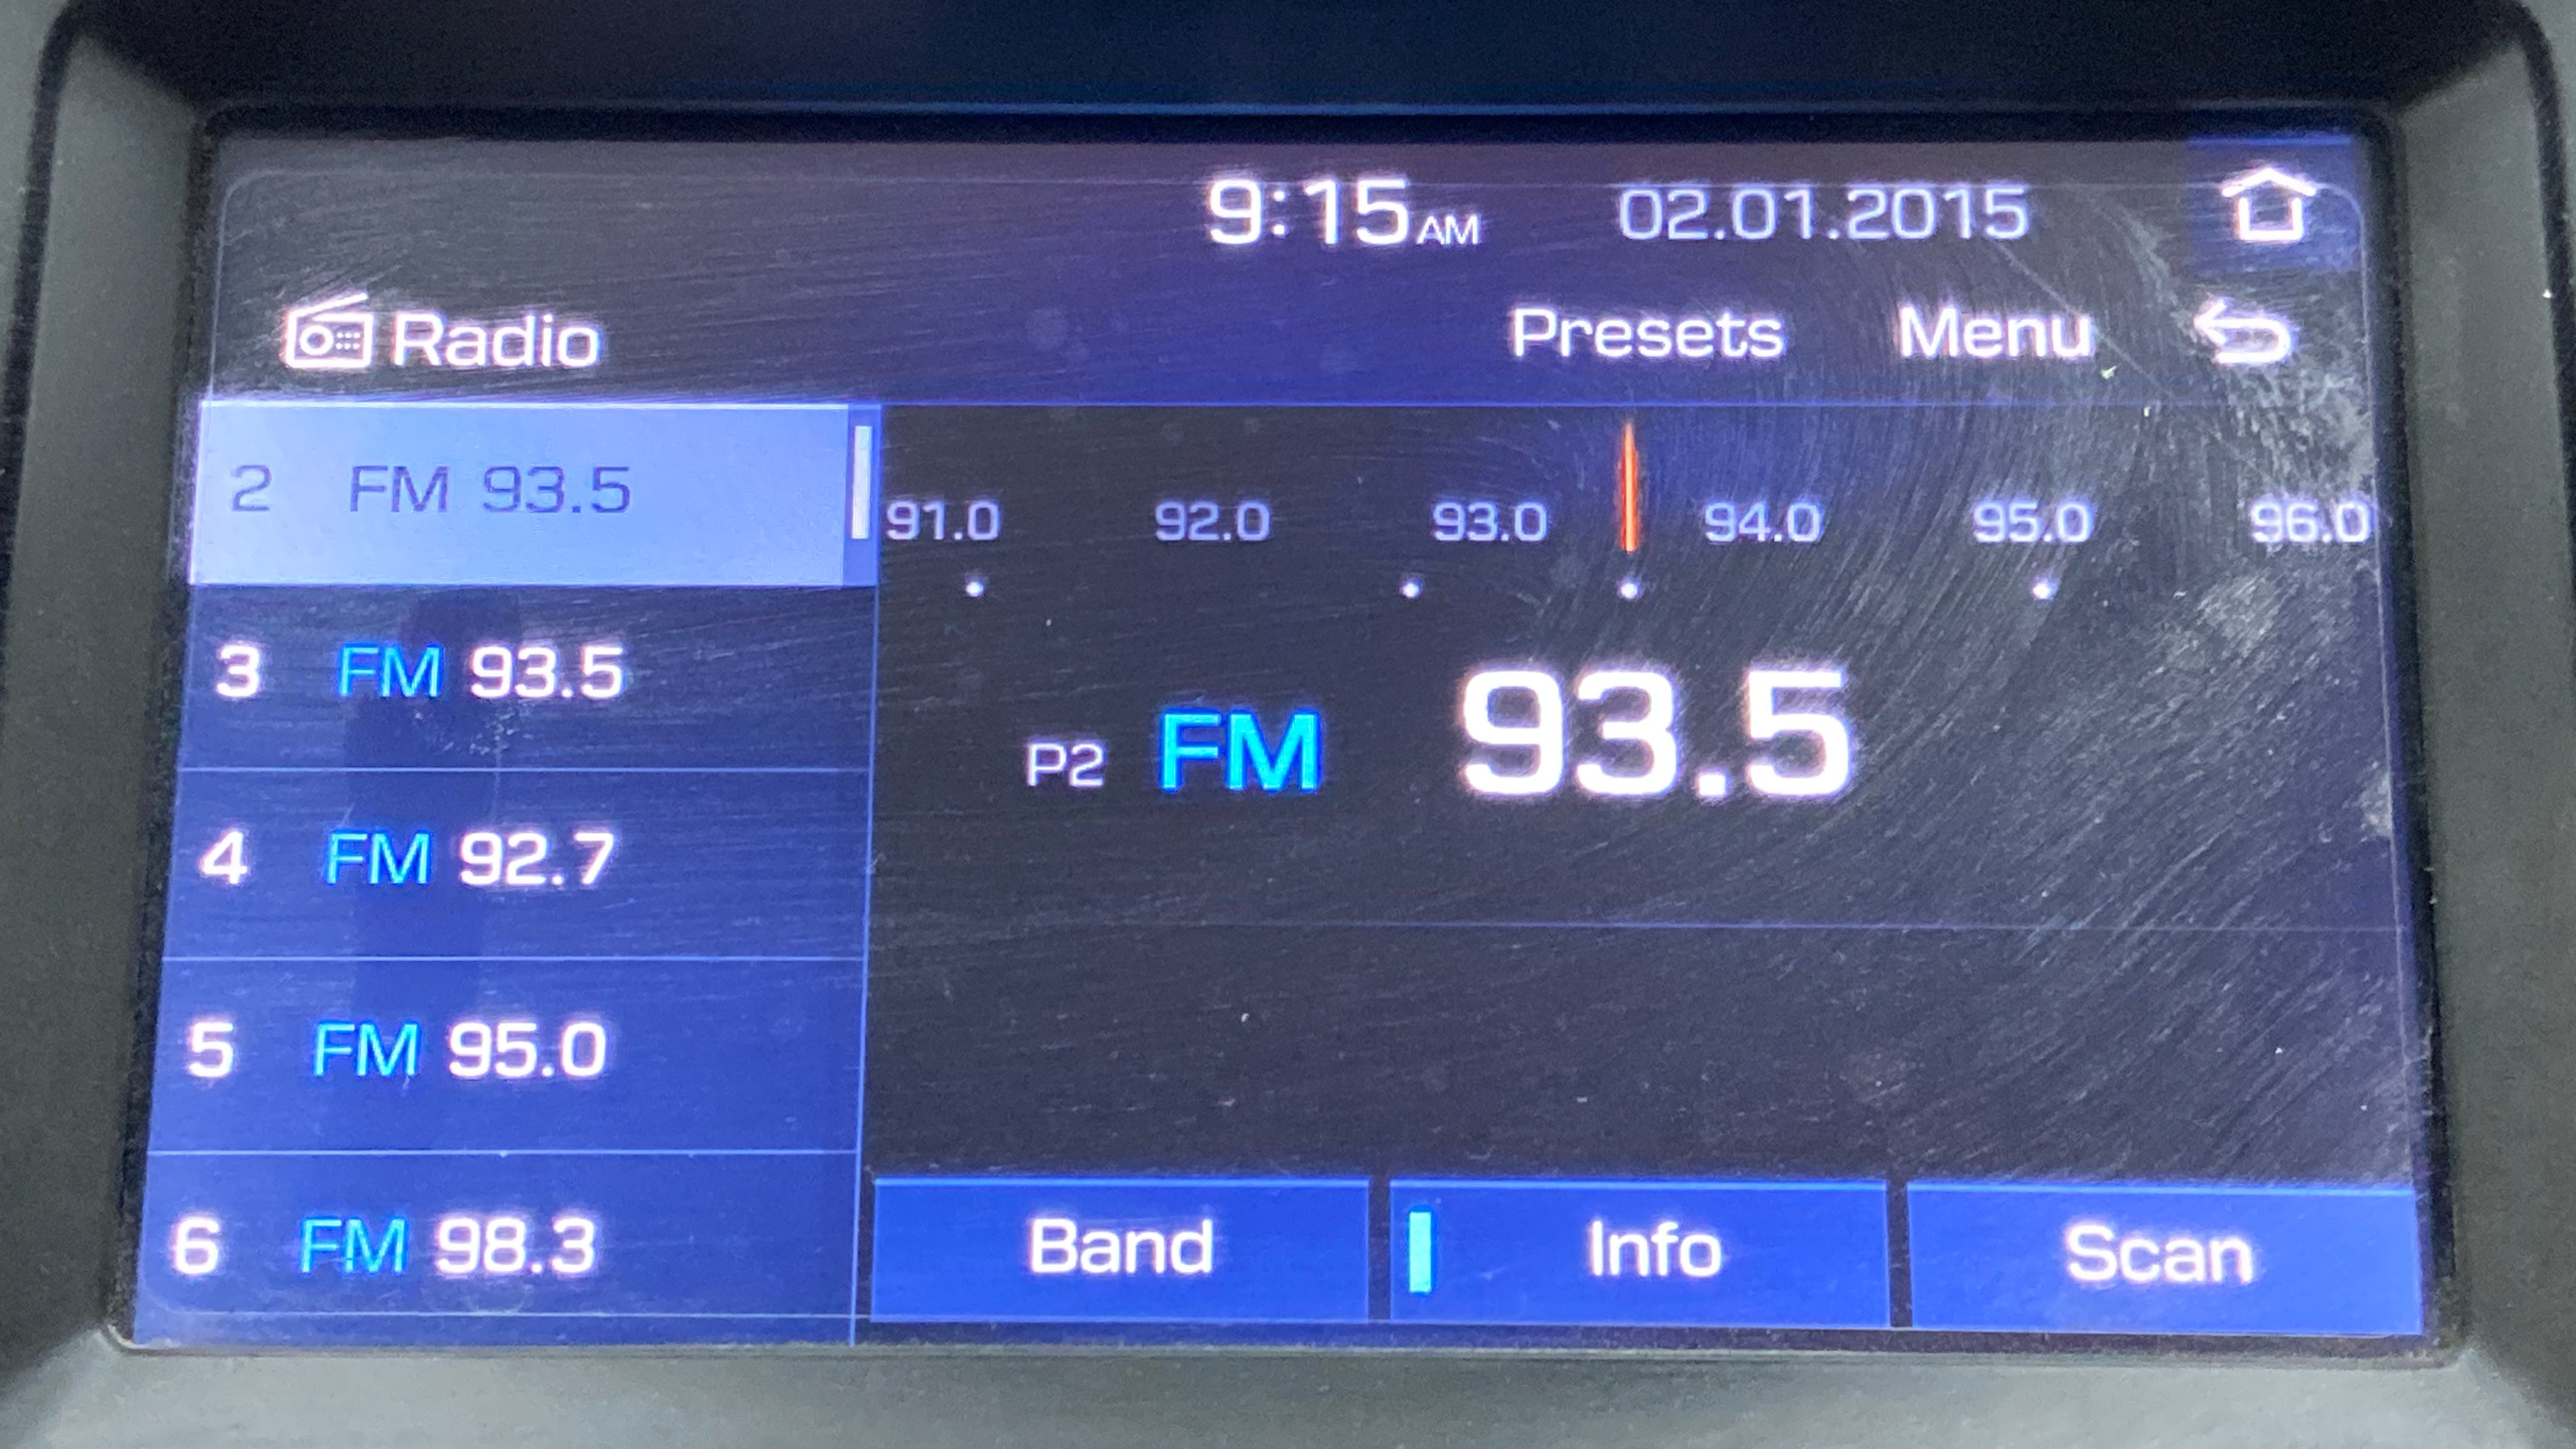 9:15 AM 02.01.2015
Radio Presets Menu
2 FM 93.5
91.0 92.0 93.0 94.0 95.0 96.0
3 FM 93.5
P2 FM 93.5
4 FM 92.7
5 FM 95.0
6 FM 98.3
Band Info Scan